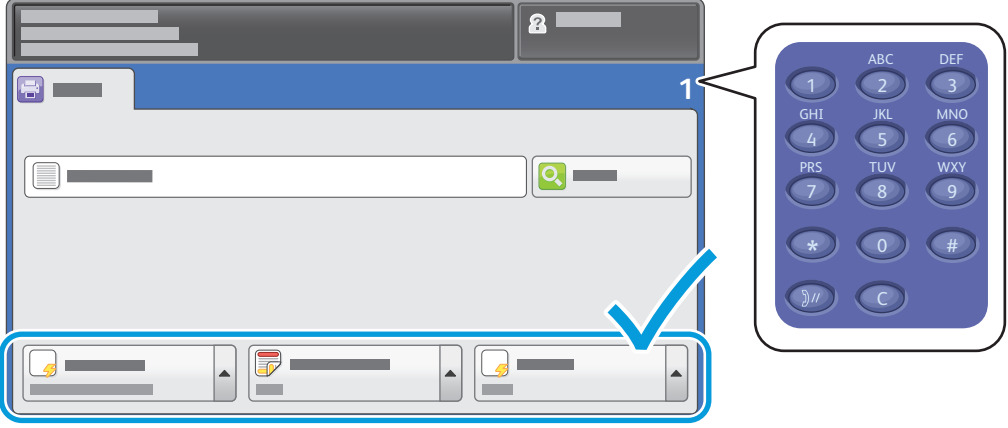 1
ABC DEF
1 2 3
GHI JKL MNO
4 5 6
PRS TUV WXY
7 8 9
* 0 #
C